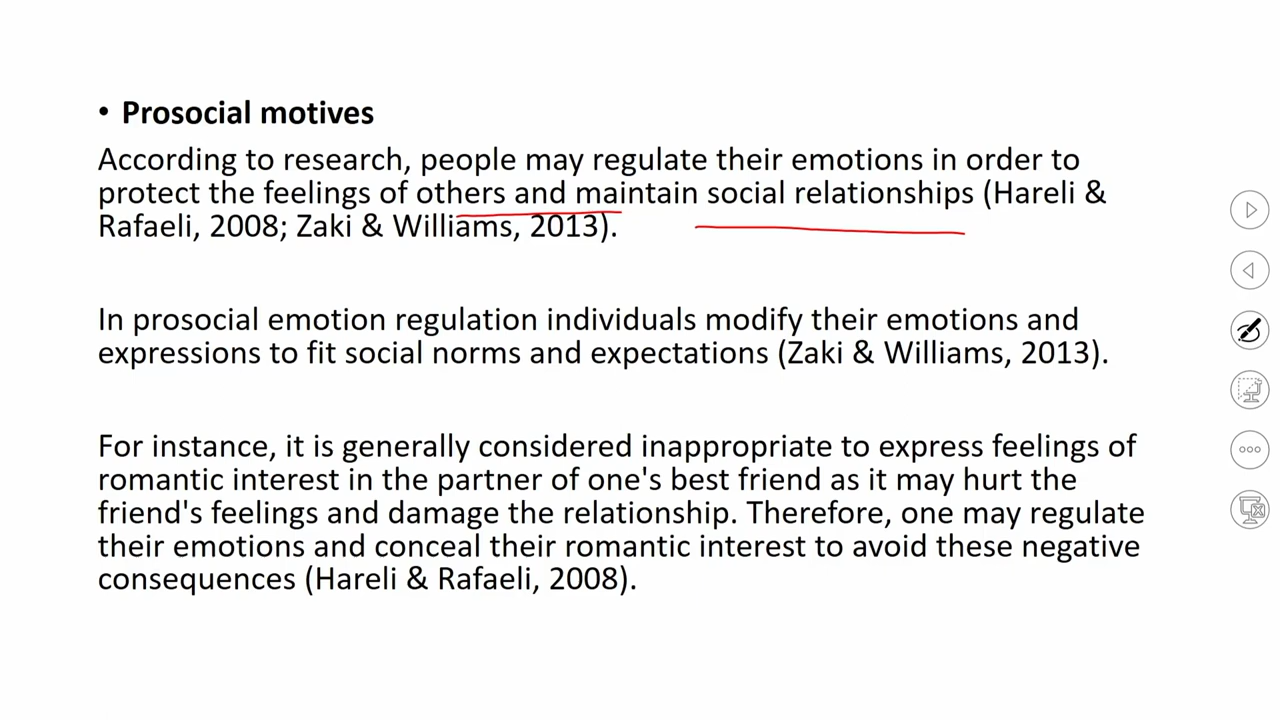 • Prosocial motives
According to research, people may regulate their emotions in order to
protect the feelings of others and maintain social relationships (Hareli &
Rafaeli, 2008; Zaki & Williams, 2013).
In prosocial emotion regulation individuals modify their emotions and
expressions to fit social norms and expectations (Zaki & Williams, 2013).
For instance, it is generally considered inappropriate to express feelings of
romantic interest in the partner of one's best friend as it may hurt the
friend's feelings and damage the relationship. Therefore, one may regulate
their emotions and conceal their romantic interest to avoid these negative
consequences (Hareli & Rafaeli, 2008).